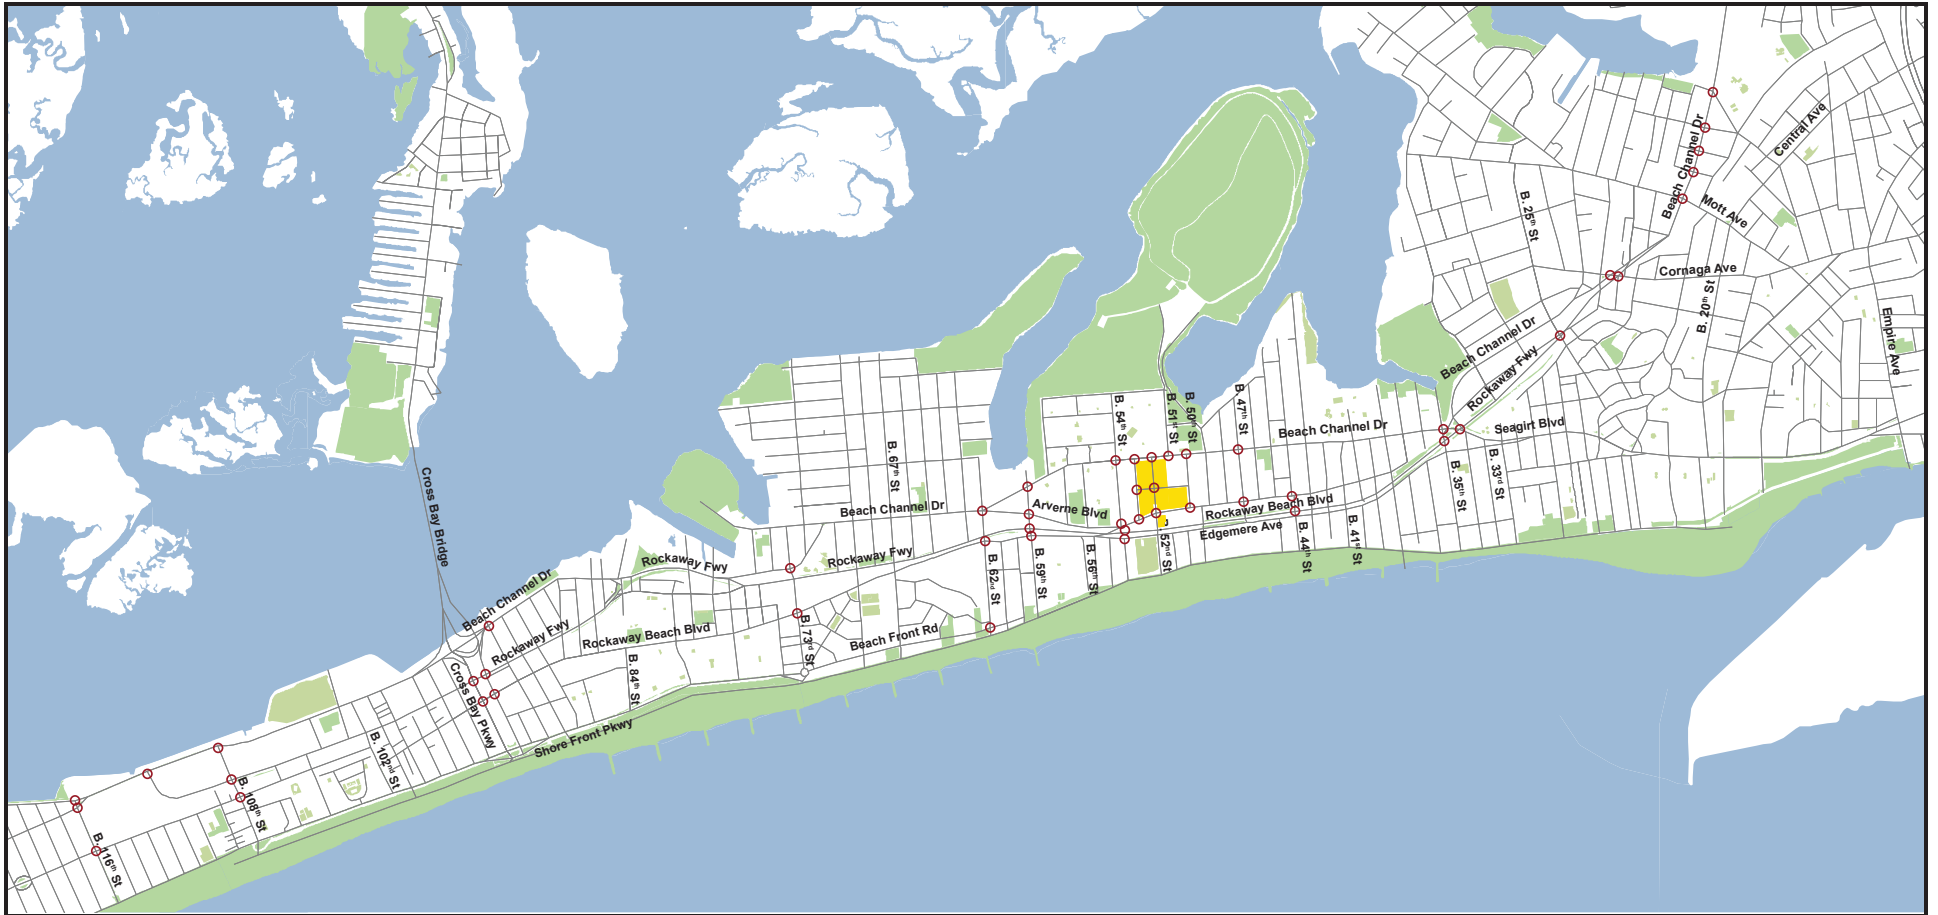 Central Ave
Beach Channel Dr
Mott Ave
B. 25th St
Cornaga Ave
B. 20th St
Empire Ave
Beach Channel Dr
Rockaway Fwy
B. 54th St
B. 51st St
B. 50th St
B. 47th St
Beach Channel Dr
Seagirt Blvd
B. 67th St
B. 35th St
B. 33rd St
Cross Bay Bridge
Beach Channel Dr
Arverne Blvd
Rockaway Beach Blvd
Edgemere Ave
B. 52nd St
B. 44th St
B. 41st St
B. 62nd St
B. 59th St
B. 56th St
Rockaway Fwy
Rockaway Fwy
Beach Channel Dr
Rockaway Fwy
Rockaway Beach Blvd
B. 73rd St
Beach Front Rd
B. 84th St
Cross Bay Pkwy
Shore Front Pkwy
B. 102nd St
B. 108th St
B. 116th St